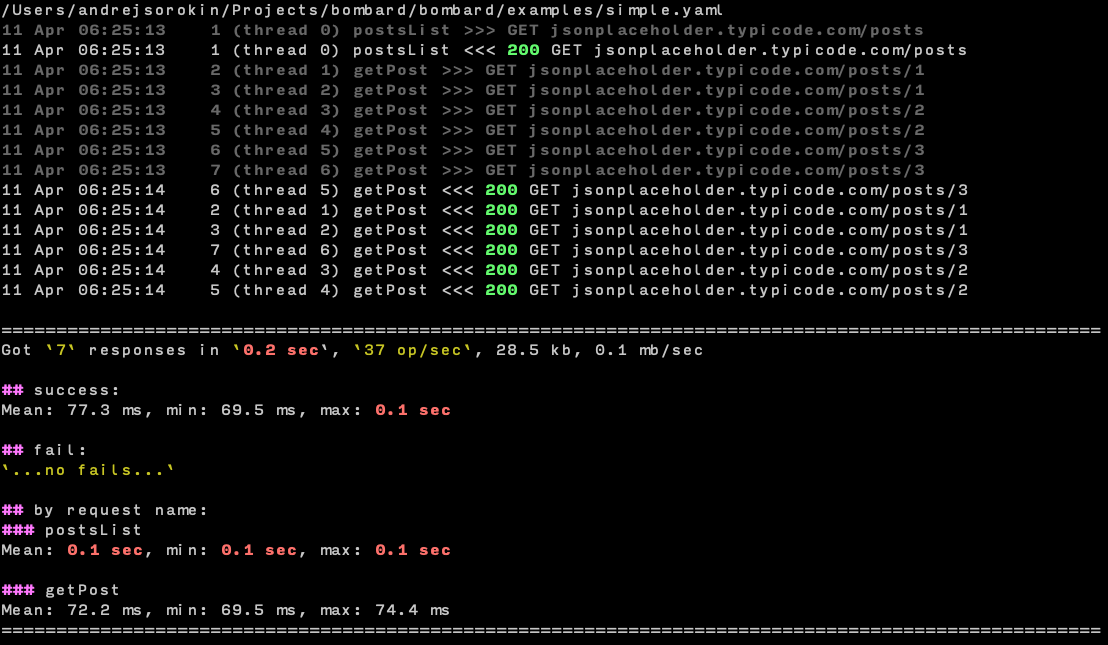 /Users/andrejsorokin/Projects/bombard/bombard/examples/simple.yaml
11 Apr 06:25:13    1 (thread 0) postsList >>> GET jsonplaceholder.typicode.com/posts
11 Apr 06:25:13    1 (thread 0) postsList <<< 200 GET jsonplaceholder.typicode.com/posts
11 Apr 06:25:13    2 (thread 1) getPost >>> GET jsonplaceholder.typicode.com/posts/1
11 Apr 06:25:13    3 (thread 2) getPost >>> GET jsonplaceholder.typicode.com/posts/1
11 Apr 06:25:13    4 (thread 3) getPost >>> GET jsonplaceholder.typicode.com/posts/2
11 Apr 06:25:13    5 (thread 4) getPost >>> GET jsonplaceholder.typicode.com/posts/2
11 Apr 06:25:13    6 (thread 5) getPost >>> GET jsonplaceholder.typicode.com/posts/3
11 Apr 06:25:13    7 (thread 6) getPost >>> GET jsonplaceholder.typicode.com/posts/3
11 Apr 06:25:14    6 (thread 5) getPost <<< 200 GET jsonplaceholder.typicode.com/posts/3
11 Apr 06:25:14    2 (thread 1) getPost <<< 200 GET jsonplaceholder.typicode.com/posts/1
11 Apr 06:25:14    3 (thread 2) getPost <<< 200 GET jsonplaceholder.typicode.com/posts/1
11 Apr 06:25:14    7 (thread 6) getPost <<< 200 GET jsonplaceholder.typicode.com/posts/3
11 Apr 06:25:14    4 (thread 3) getPost <<< 200 GET jsonplaceholder.typicode.com/posts/2
11 Apr 06:25:14    5 (thread 4) getPost <<< 200 GET jsonplaceholder.typicode.com/posts/2
====================================================================================================
Got `7` responses in `0.2 sec`, `37 op/sec`, 28.5 kb, 0.1 mb/sec
## success:
Mean: 77.3 ms, min: 69.5 ms, max: 0.1 sec
## fail:
`...no fails...`
## by request name:
### postsList
Mean: 0.1 sec, min: 0.1 sec, max: 0.1 sec
### getPost
Mean: 72.2 ms, min: 69.5 ms, max: 74.4 ms
====================================================================================================